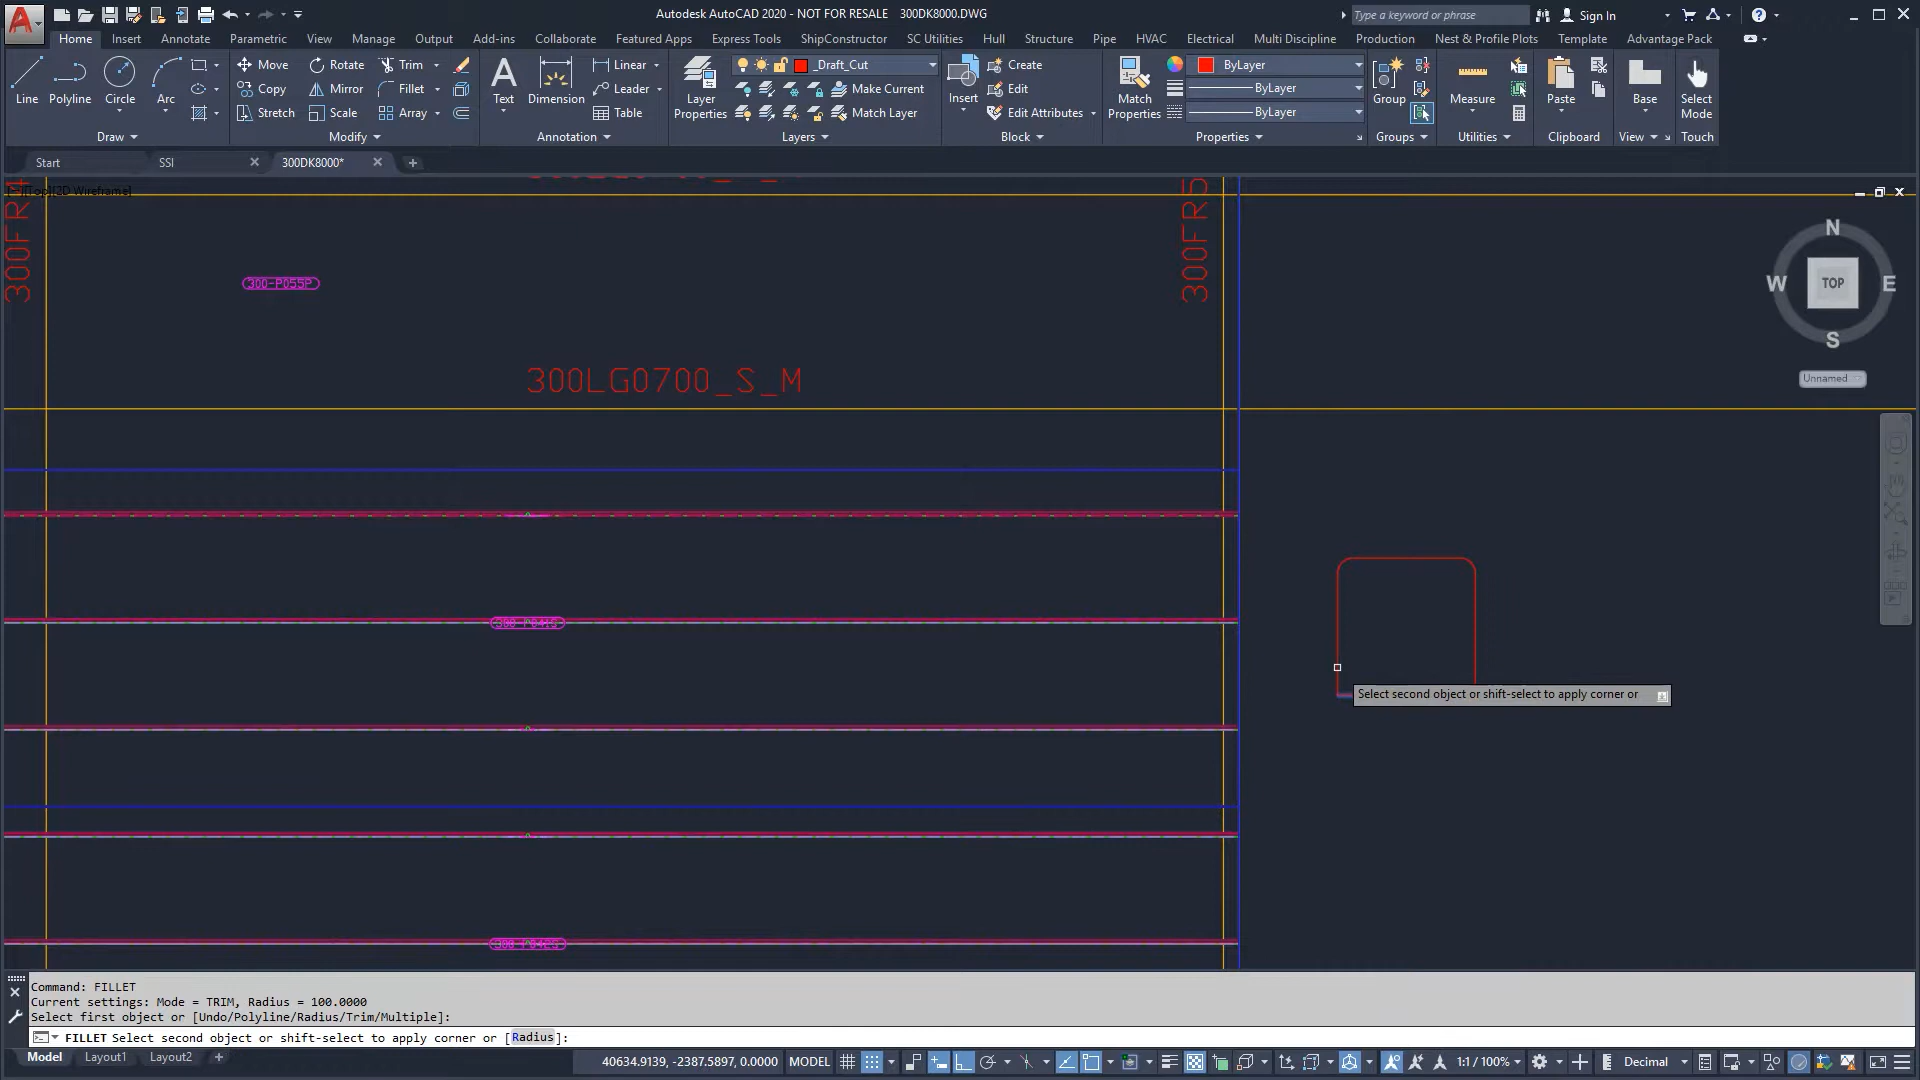 Autodesk AutoCAD 2020 - NOT FOR RESALE 300DK8000.DWG
Type a keyword or phrase
Sign In
Home Insert Annotate Parametric View Manage Output Add-ins Collaborate Featured Apps Express Tools ShipConstructor SC Utilities Hull Structure Pipe HVAC Electrical Multi Discipline Production Nest & Profile Plots Template Advantage Pack
Line Polyline Circle Arc
Move Rotate Trim
Copy Mirror Fillet
Stretch Scale Array
Text Dimension
Linear
Leader
Table
Layer Properties
_Draft_Cut
Make Current
Match Layer
Insert
Create
Edit
Edit Attributes
Match Properties
ByLayer
ByLayer
ByLayer
Group
Measure
Paste
Base
Select Mode
Draw Modify Annotation Layers Block Properties Groups Utilities Clipboard View Touch
Start SSI 300DK8000*
[Top][2D Wireframe]
300FR4
300FR5
300-P055P
300LG0700_S_M
300-P041S
300-P042S
N
W TOP E
S
Unnamed
Select second object or shift-select to apply corner or
Command: FILLET
Current settings: Mode = TRIM, Radius = 100.0000
Select first object or [Undo/Polyline/Radius/Trim/Multiple]:
FILLET Select second object or shift-select to apply corner or [Radius]:
Model Layout1 Layout2
40634.9139, -2387.5897, 0.0000 MODEL 1:1 / 100% Decimal